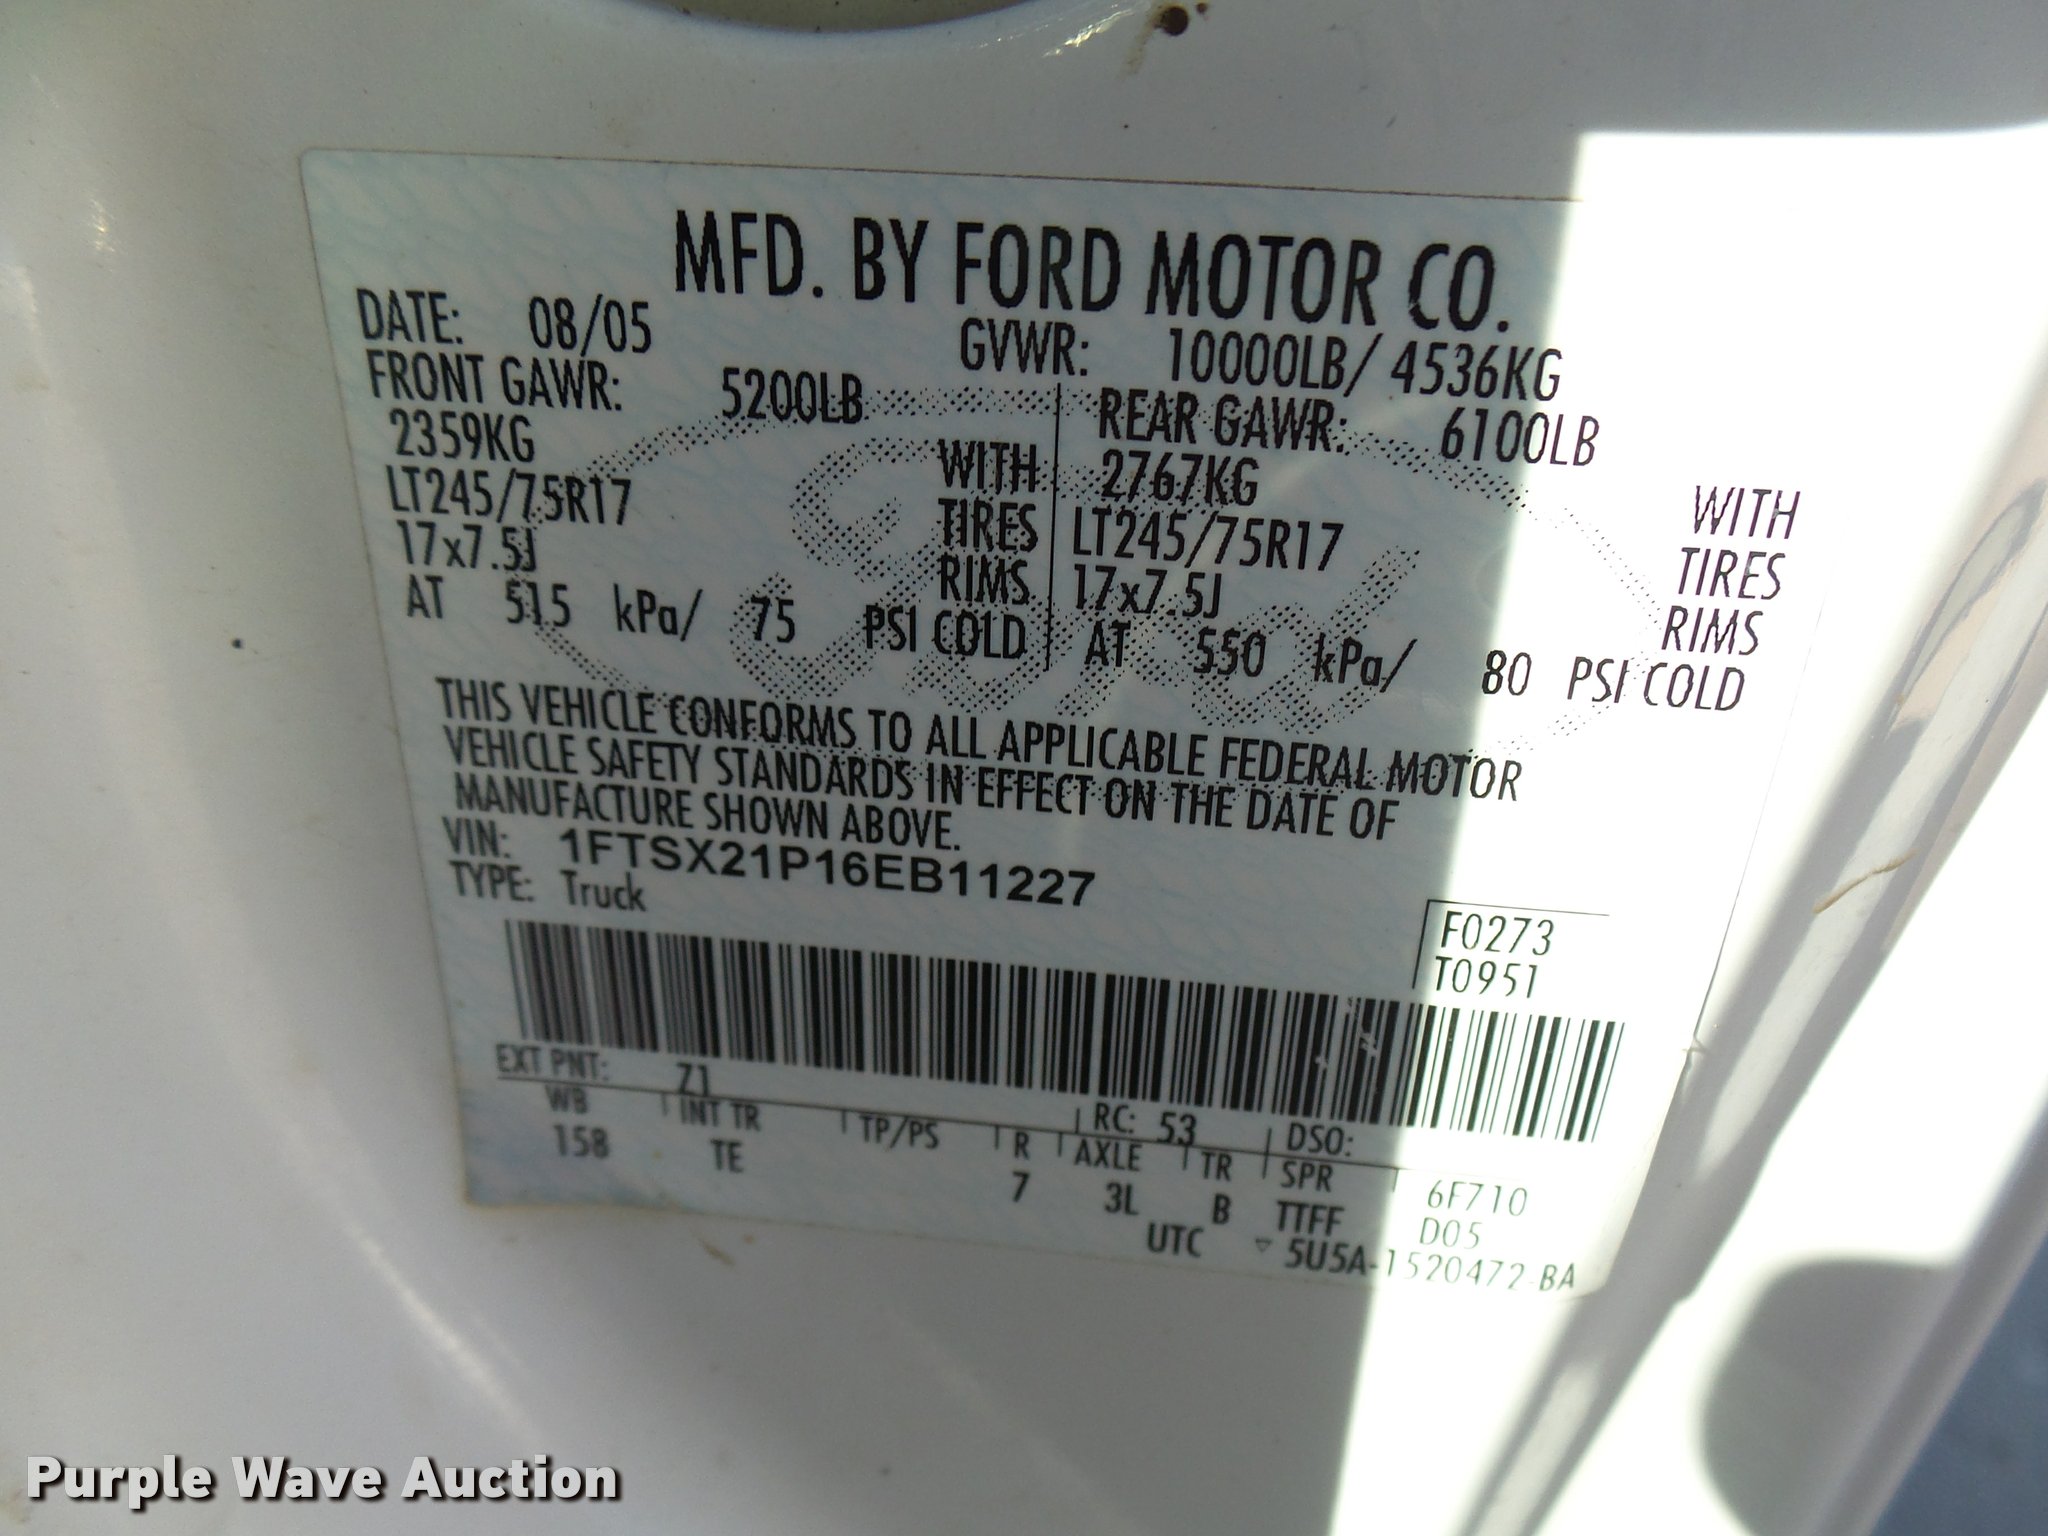 MFD. BY FORD MOTOR CO.
DATE: 08/05 GVWR: 10000LB/ 4536KG
FRONT GAWR: 5200LB REAR GAWR: 6100LB
2359KG WITH 2767KG WITH
LT245/75R17 TIRES LT245/75R17 TIRES
17x7.5J RIMS 17x7.5J RIMS
AT 515 kPa/ 75 PSI COLD AT 550 kPa/ 80 PSI COLD
THIS VEHICLE CONFORMS TO ALL APPLICABLE FEDERAL MOTOR
VEHICLE SAFETY STANDARDS IN EFFECT ON THE DATE OF
MANUFACTURE SHOWN ABOVE.
VIN: 1FTSX21P16EB11227
TYPE: Truck
F0273
T0951
EXT PNT: Z1 RC: 53 DSO:
WB INT TR TP/PS R AXLE TR SPR
158 TE 7 3L B TTFF
6F710
D05
UTC ▽ 5U5A-1520472-BA
Ford
Purple Wave Auction